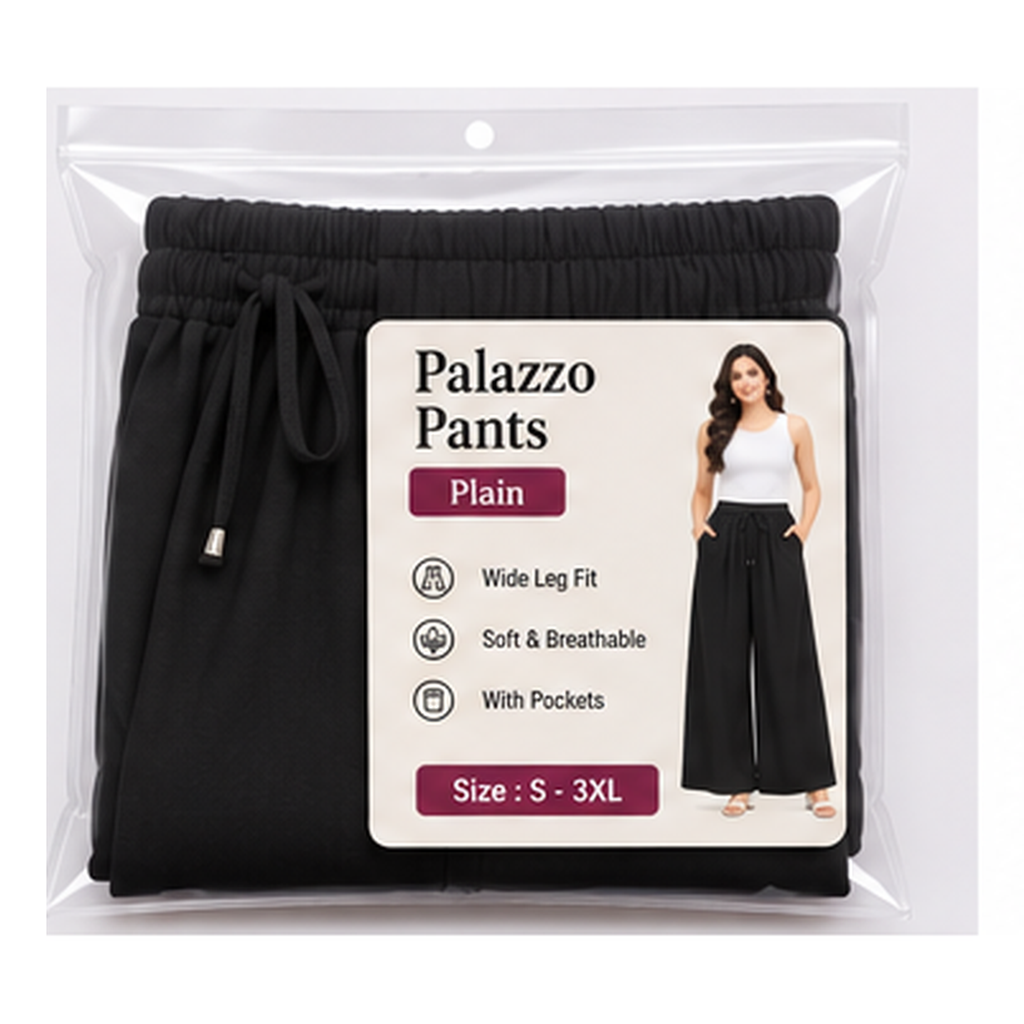 Palazzo
Pants
Plain
Wide Leg Fit
Soft & Breathable
With Pockets
Size : S - 3XL